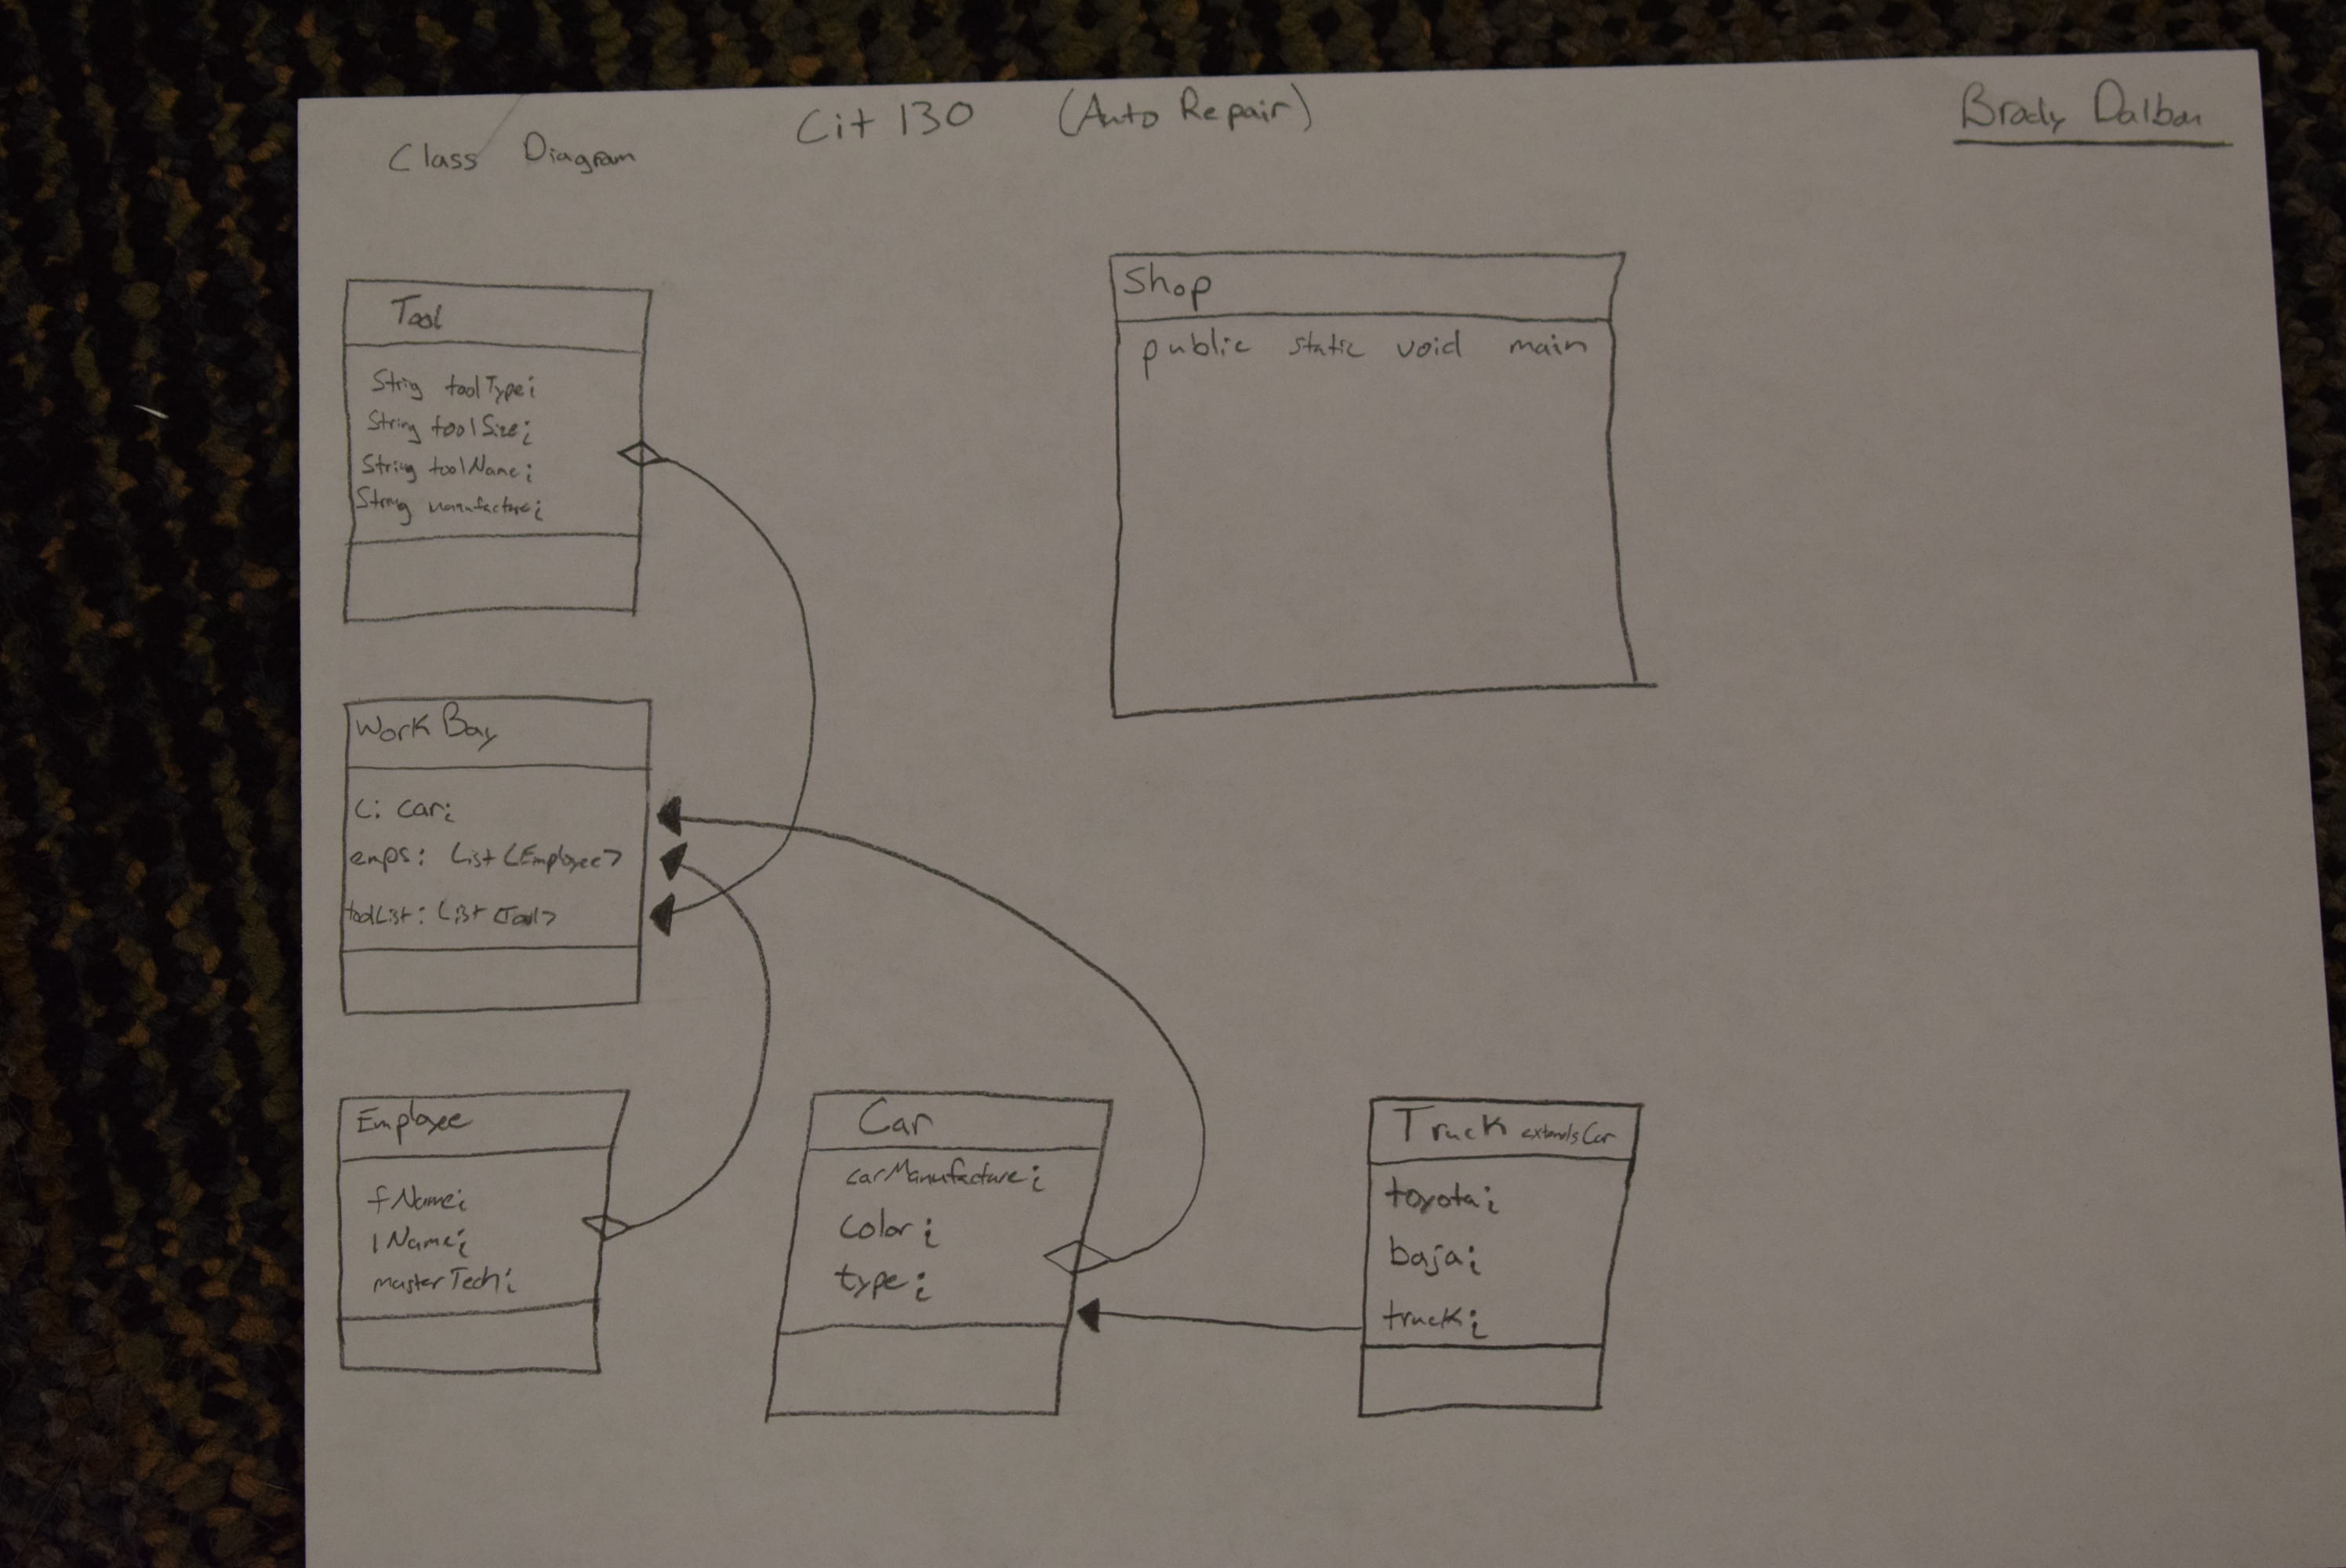 Class Diagram
Cit 130 (Auto Repair)
Brady Dalbom
Tool
String toolType;
String toolSize;
String toolName;
String manufacture;
Shop
public static void main
Work Bay
C: Car;
emps: List<Employee>
toolList: List<Tool>
Employee
fName;
lName;
masterTech;
Car
carManufacture;
Color;
type;
Truck extends Car
toyota;
baja;
truck;